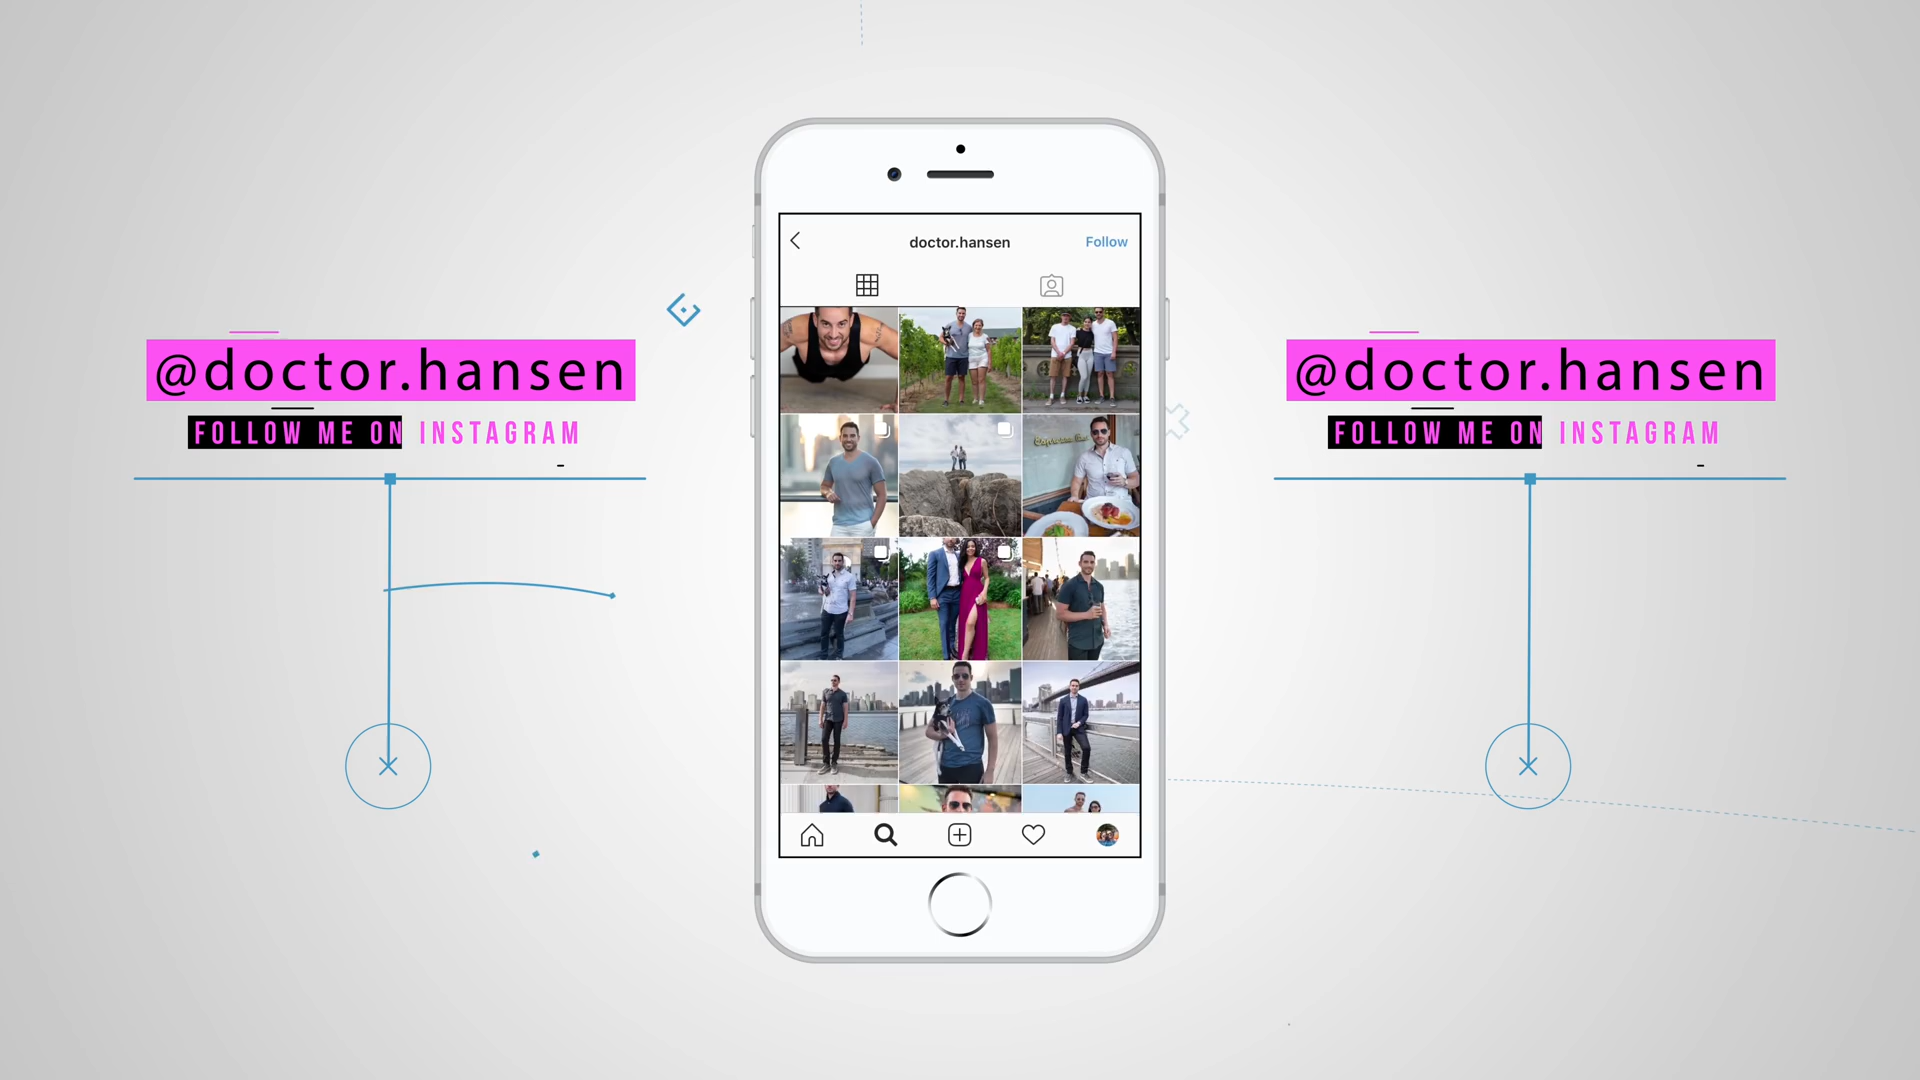 doctor.hansen
Follow
@doctor.hansen
FOLLOW ME ON INSTAGRAM
@doctor.hansen
FOLLOW ME ON INSTAGRAM